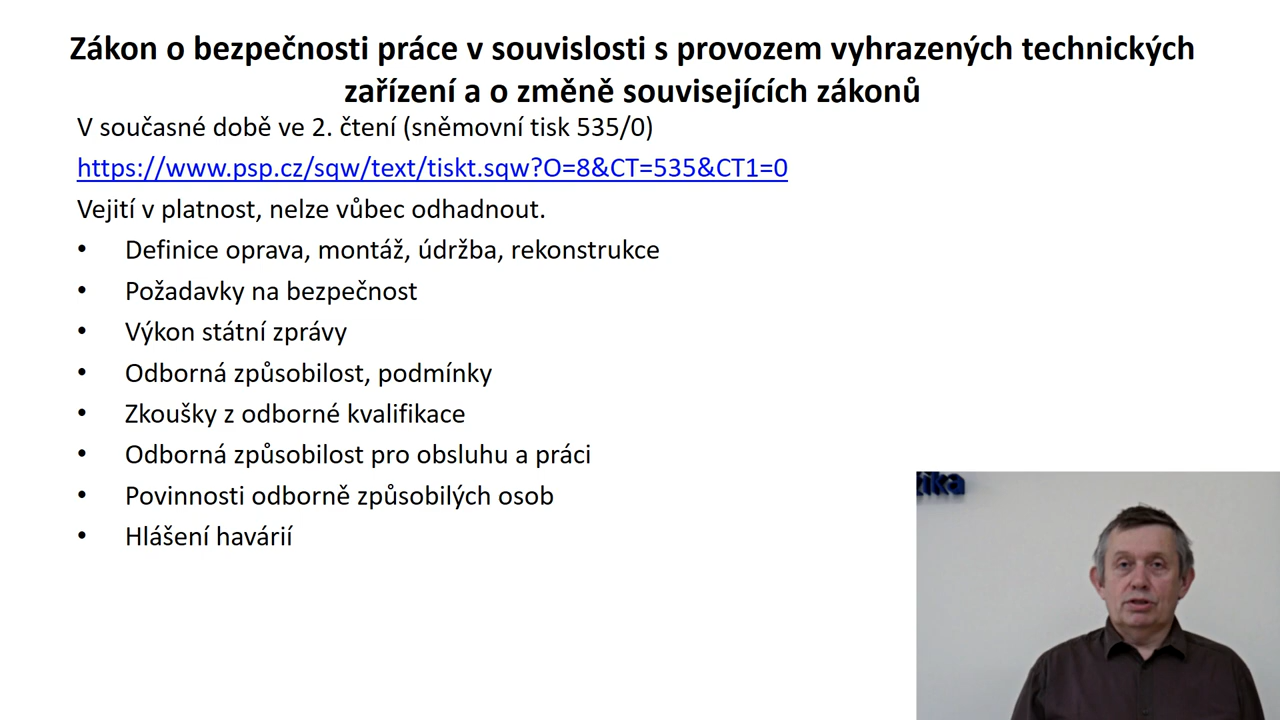 Zákon o bezpečnosti práce v souvislosti s provozem vyhrazených technických
zařízení a o změně souvisejících zákonů
V současné době ve 2. čtení (sněmovní tisk 535/0)
https://www.psp.cz/sqw/text/tiskt.sqw?O=8&CT=535&CT1=0
Vejití v platnost, nelze vůbec odhadnout.
• Definice oprava, montáž, údržba, rekonstrukce
• Požadavky na bezpečnost
• Výkon státní zprávy
• Odborná způsobilost, podmínky
• Zkoušky z odborné kvalifikace
• Odborná způsobilost pro obsluhu a práci
• Povinnosti odborně způsobilých osob
• Hlášení havárií